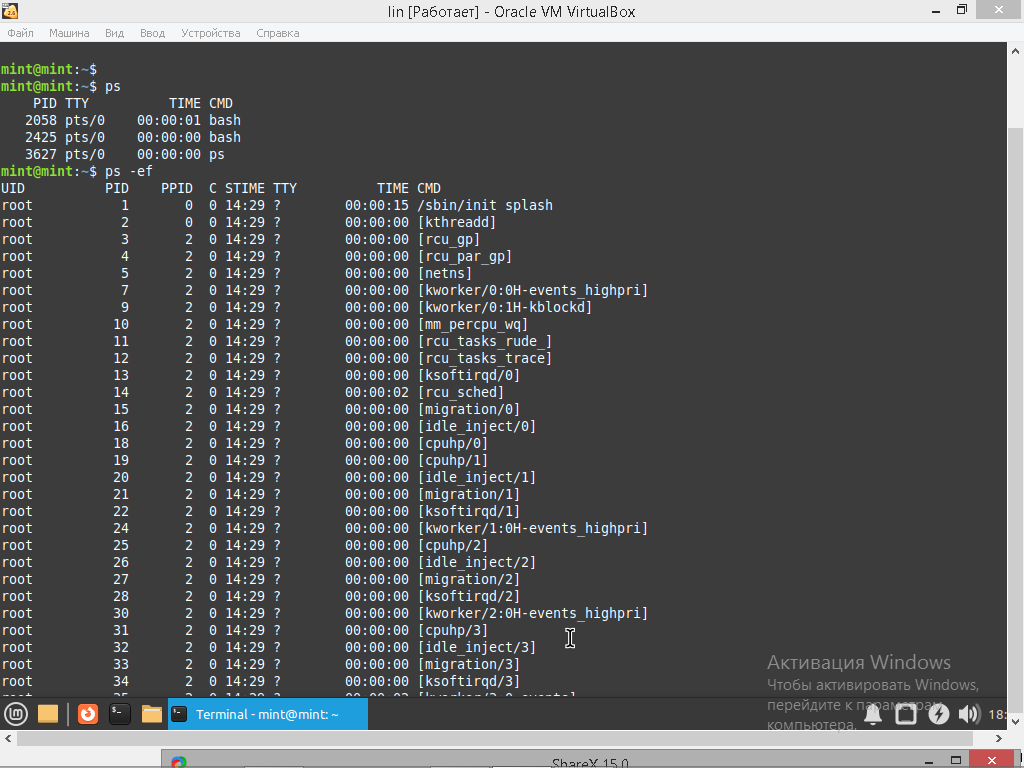 lin [Работает] - Oracle VM VirtualBox
Файл Машина Вид Ввод Устройства Справка
mint@mint:~$
mint@mint:~$ ps
PID TTY TIME CMD
2058 pts/0 00:00:01 bash
2425 pts/0 00:00:00 bash
3627 pts/0 00:00:00 ps
mint@mint:~$ ps -ef
UID PID PPID C STIME TTY TIME CMD
root 1 0 0 14:29 ? 00:00:15 /sbin/init splash
root 2 0 0 14:29 ? 00:00:00 [kthreadd]
root 3 2 0 14:29 ? 00:00:00 [rcu_gp]
root 4 2 0 14:29 ? 00:00:00 [rcu_par_gp]
root 5 2 0 14:29 ? 00:00:00 [netns]
root 7 2 0 14:29 ? 00:00:00 [kworker/0:0H-events_highpri]
root 9 2 0 14:29 ? 00:00:00 [kworker/0:1H-kblockd]
root 10 2 0 14:29 ? 00:00:00 [mm_percpu_wq]
root 11 2 0 14:29 ? 00:00:00 [rcu_tasks_rude_]
root 12 2 0 14:29 ? 00:00:00 [rcu_tasks_trace]
root 13 2 0 14:29 ? 00:00:00 [ksoftirqd/0]
root 14 2 0 14:29 ? 00:00:02 [rcu_sched]
root 15 2 0 14:29 ? 00:00:00 [migration/0]
root 16 2 0 14:29 ? 00:00:00 [idle_inject/0]
root 18 2 0 14:29 ? 00:00:00 [cpuhp/0]
root 19 2 0 14:29 ? 00:00:00 [cpuhp/1]
root 20 2 0 14:29 ? 00:00:00 [idle_inject/1]
root 21 2 0 14:29 ? 00:00:00 [migration/1]
root 22 2 0 14:29 ? 00:00:00 [ksoftirqd/1]
root 24 2 0 14:29 ? 00:00:00 [kworker/1:0H-events_highpri]
root 25 2 0 14:29 ? 00:00:00 [cpuhp/2]
root 26 2 0 14:29 ? 00:00:00 [idle_inject/2]
root 27 2 0 14:29 ? 00:00:00 [migration/2]
root 28 2 0 14:29 ? 00:00:00 [ksoftirqd/2]
root 30 2 0 14:29 ? 00:00:00 [kworker/2:0H-events_highpri]
root 31 2 0 14:29 ? 00:00:00 [cpuhp/3]
root 32 2 0 14:29 ? 00:00:00 [idle_inject/3]
root 33 2 0 14:29 ? 00:00:00 [migration/3]
root 34 2 0 14:29 ? 00:00:00 [ksoftirqd/3]
Активация Windows
Чтобы активировать Windows,
перейдите к параметрам
компьютера.
Terminal - mint@mint: ~
18:
ShareX 15.0